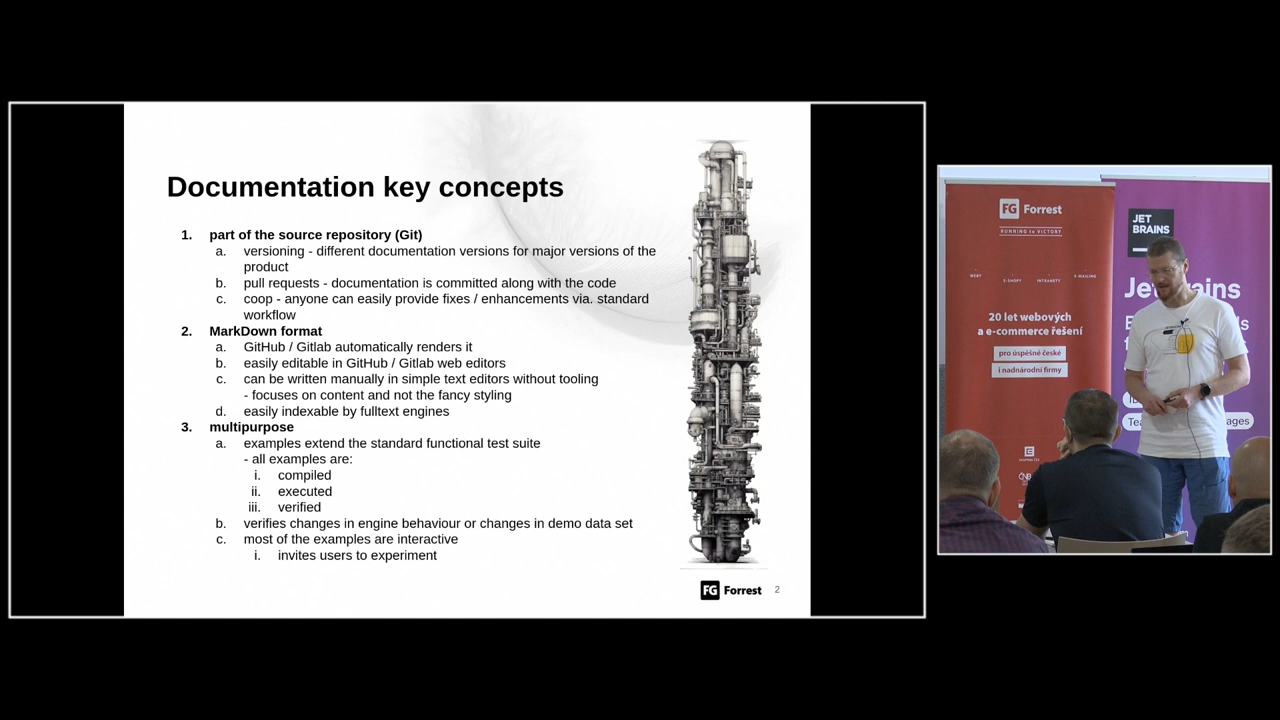 Documentation key concepts
1. part of the source repository (Git)
a. versioning - different documentation versions for major versions of the
product
b. pull requests - documentation is committed along with the code
c. coop - anyone can easily provide fixes / enhancements via. standard
workflow
2. MarkDown format
a. GitHub / Gitlab automatically renders it
b. easily editable in GitHub / Gitlab web editors
c. can be written manually in simple text editors without tooling
- focuses on content and not the fancy styling
d. easily indexable by fulltext engines
3. multipurpose
a. examples extend the standard functional test suite
- all examples are:
i. compiled
ii. executed
iii. verified
b. verifies changes in engine behaviour or changes in demo data set
c. most of the examples are interactive
i. invites users to experiment
FG Forrest
2
FG Forrest
RUNNING to VICTORY
WEBY
E-SHOPY
INTRANETY
E-MAILING
20 let webových
a e-commerce řešení
pro úspěšné české
i nadnárodní firmy
JET
BRAINS